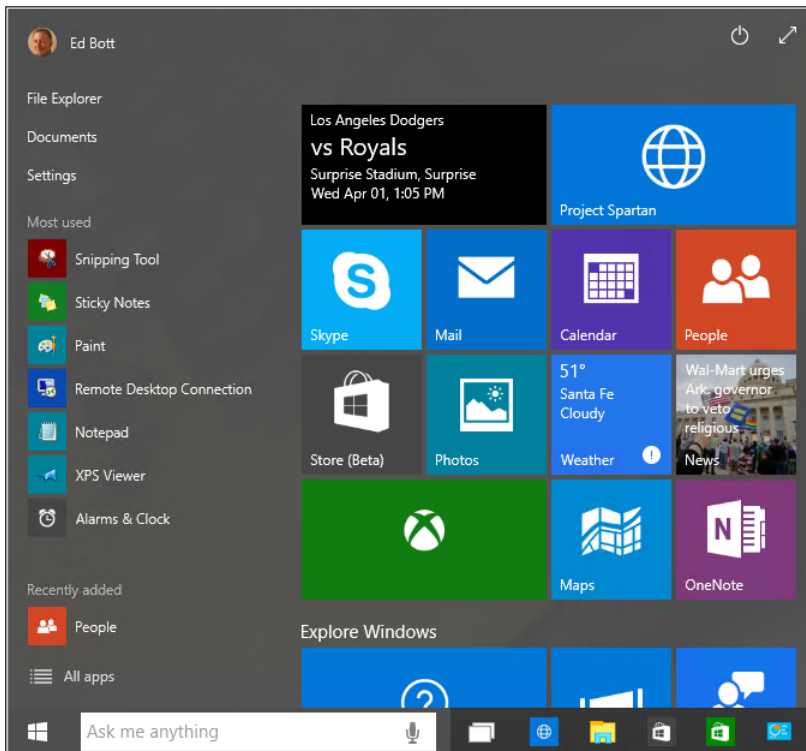 Ed Bott
File Explorer
Documents
Settings
Most used
Snipping Tool
Sticky Notes
Paint
Remote Desktop Connection
Notepad
XPS Viewer
Alarms & Clock
Recently added
People
All apps
Los Angeles Dodgers
vs Royals
Surprise Stadium, Surprise
Wed Apr 01, 1:05 PM
Project Spartan
Skype
Mail
Calendar
People
Store (Beta)
Photos
51°
Santa Fe
Cloudy
Weather
Wal-Mart urges
Ark. governor
to veto
religious
News
Maps
N
OneNote
Explore Windows
Ask me anything